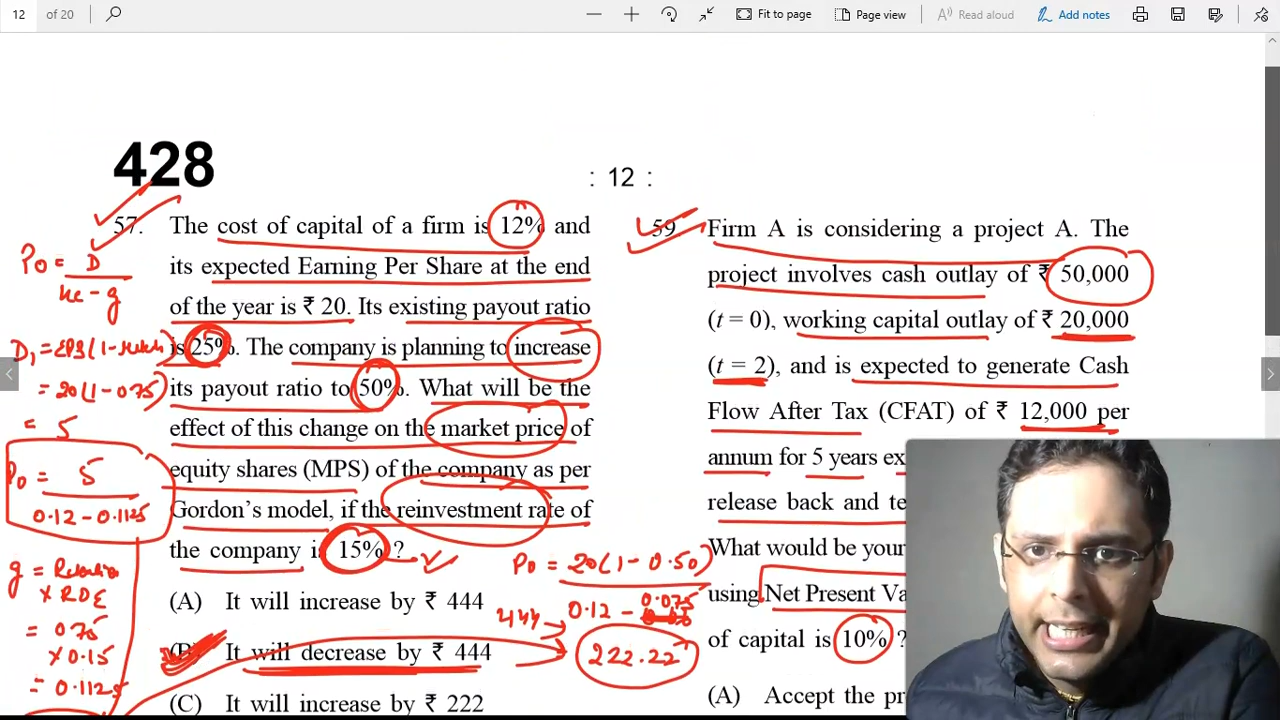 12 of 20 Fit to page Page view Read aloud Add notes
428
: 12 :
57. The cost of capital of a firm is 12% and
its expected Earning Per Share at the end
of the year is ₹ 20. Its existing payout ratio
is 25%. The company is planning to increase
its payout ratio to 50%. What will be the
effect of this change on the market price of
equity shares (MPS) of the company as per
Gordon's model, if the reinvestment rate of
the company is 15% ?
(A) It will increase by ₹ 444
(B) It will decrease by ₹ 444
(C) It will increase by ₹ 222
P0 = D
ke - g
D1 = EPS(1-
= 20(1-0.75)
= 5
P0 = 5
0.12 - 0.1125
g = Retention
x ROE
= 0.75
x 0.15
= 0.1125
P0 = 20(1-0.50)
0.12 - 0.075
444
222.22
59 Firm A is considering a project A. The
project involves cash outlay of ₹ 50,000
(t = 0), working capital outlay of ₹ 20,000
(t = 2), and is expected to generate Cash
Flow After Tax (CFAT) of ₹ 12,000 per
annum for 5 years ex
release back and te
What would be your
using Net Present Va
of capital is 10% ?
(A) Accept the pr